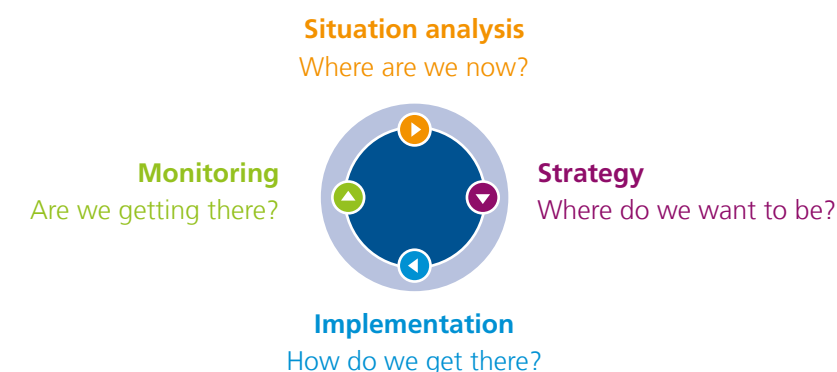 Situation analysis
Where are we now?
Monitoring
Are we getting there?
Strategy
Where do we want to be?
Implementation
How do we get there?